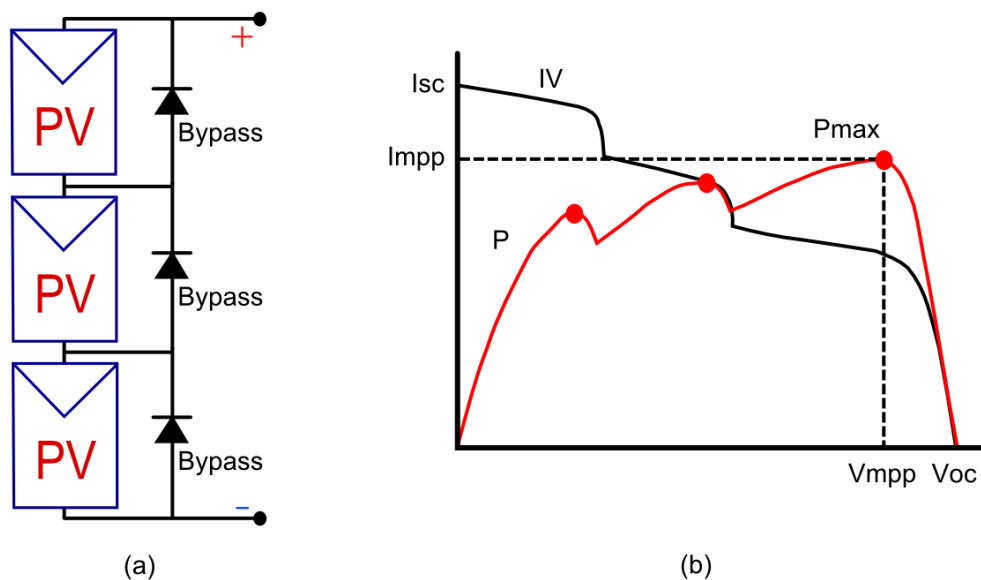 +
PV
Bypass
PV
Bypass
PV
Bypass
−
(a)
IV
Isc
Pmax
Impp
P
Vmpp
Voc
(b)